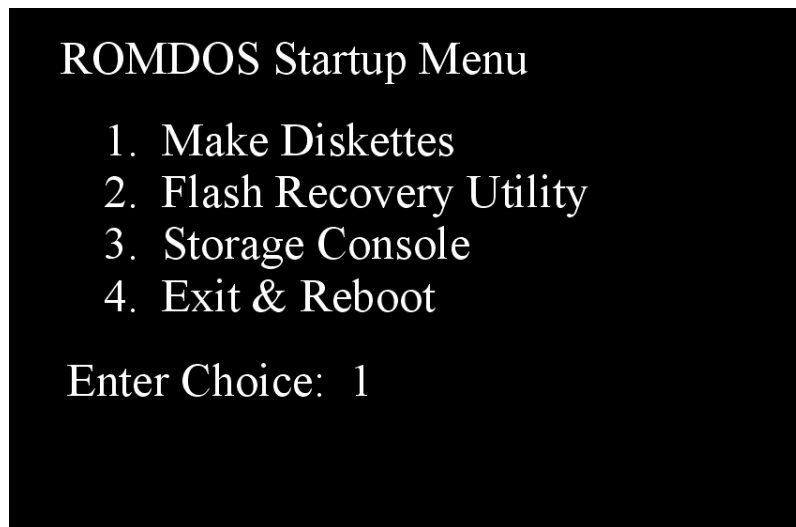 ROMDOS Startup Menu
1. Make Diskettes
2. Flash Recovery Utility
3. Storage Console
4. Exit & Reboot
Enter Choice: 1